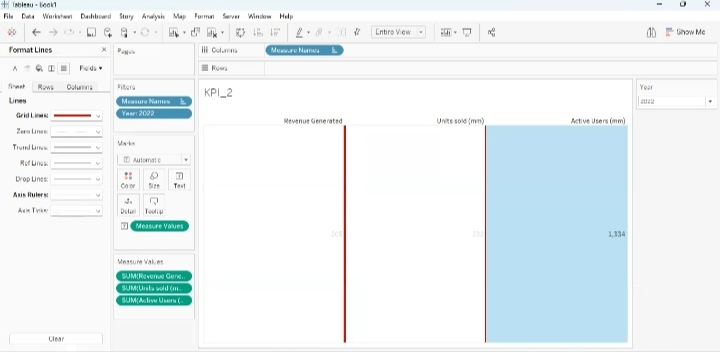 Tableau - Book1
File Data Worksheet Dashboard Story Analysis Map Format Server Window Help
Entire View
Show Me
Format Lines
Fields
Sheet Rows Columns
Lines
Grid Lines:
Zero Lines:
Trend Lines:
Ref Lines:
Drop Lines:
Axis Rulers:
Axis Ticks:
Clear
Pages
Filters
Measure Names
Year: 2022
Marks
Automatic
Color Size Text
Detail Tooltip
Measure Values
Measure Values
SUM(Revenue Gene..
SUM(Units sold (m..
SUM(Active Users (..
Columns Measure Names
Rows
KPI_2
Revenue Generated Units sold (mm) Active Users (mm)
1,334
Year
2022